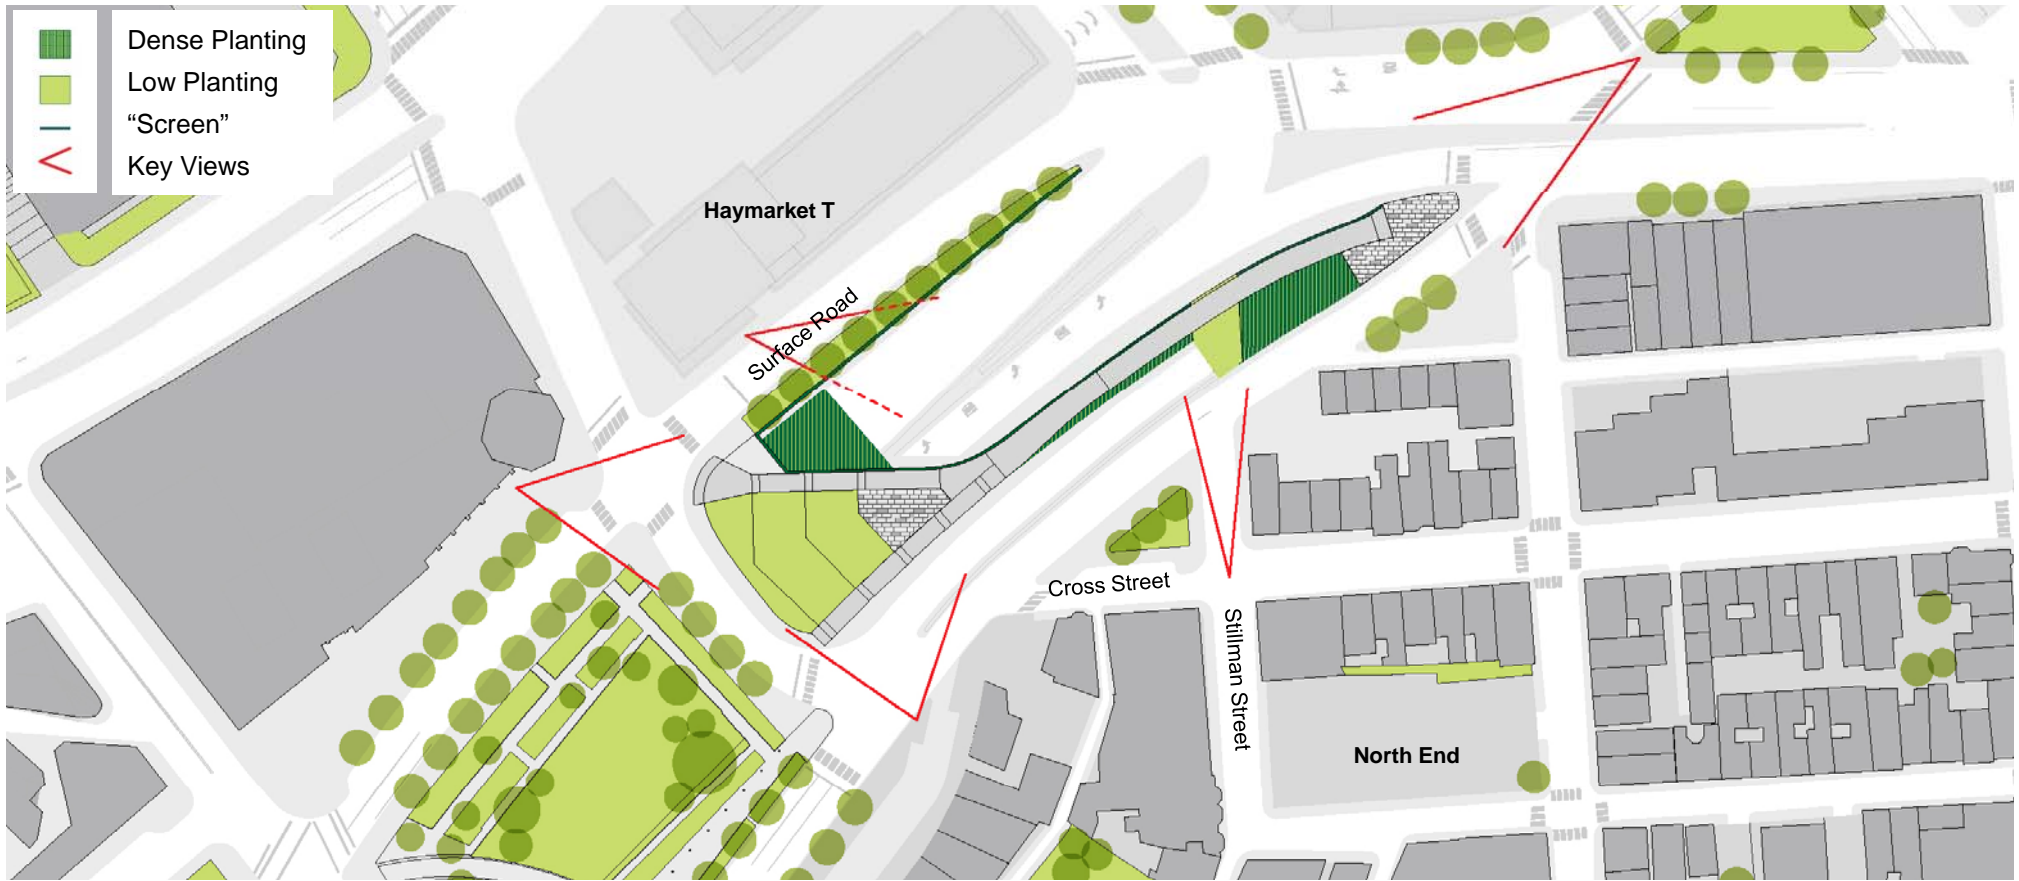 Dense Planting
Low Planting
“Screen”
Key Views
Haymarket T
Surface Road
Cross Street
Stillman Street
North End